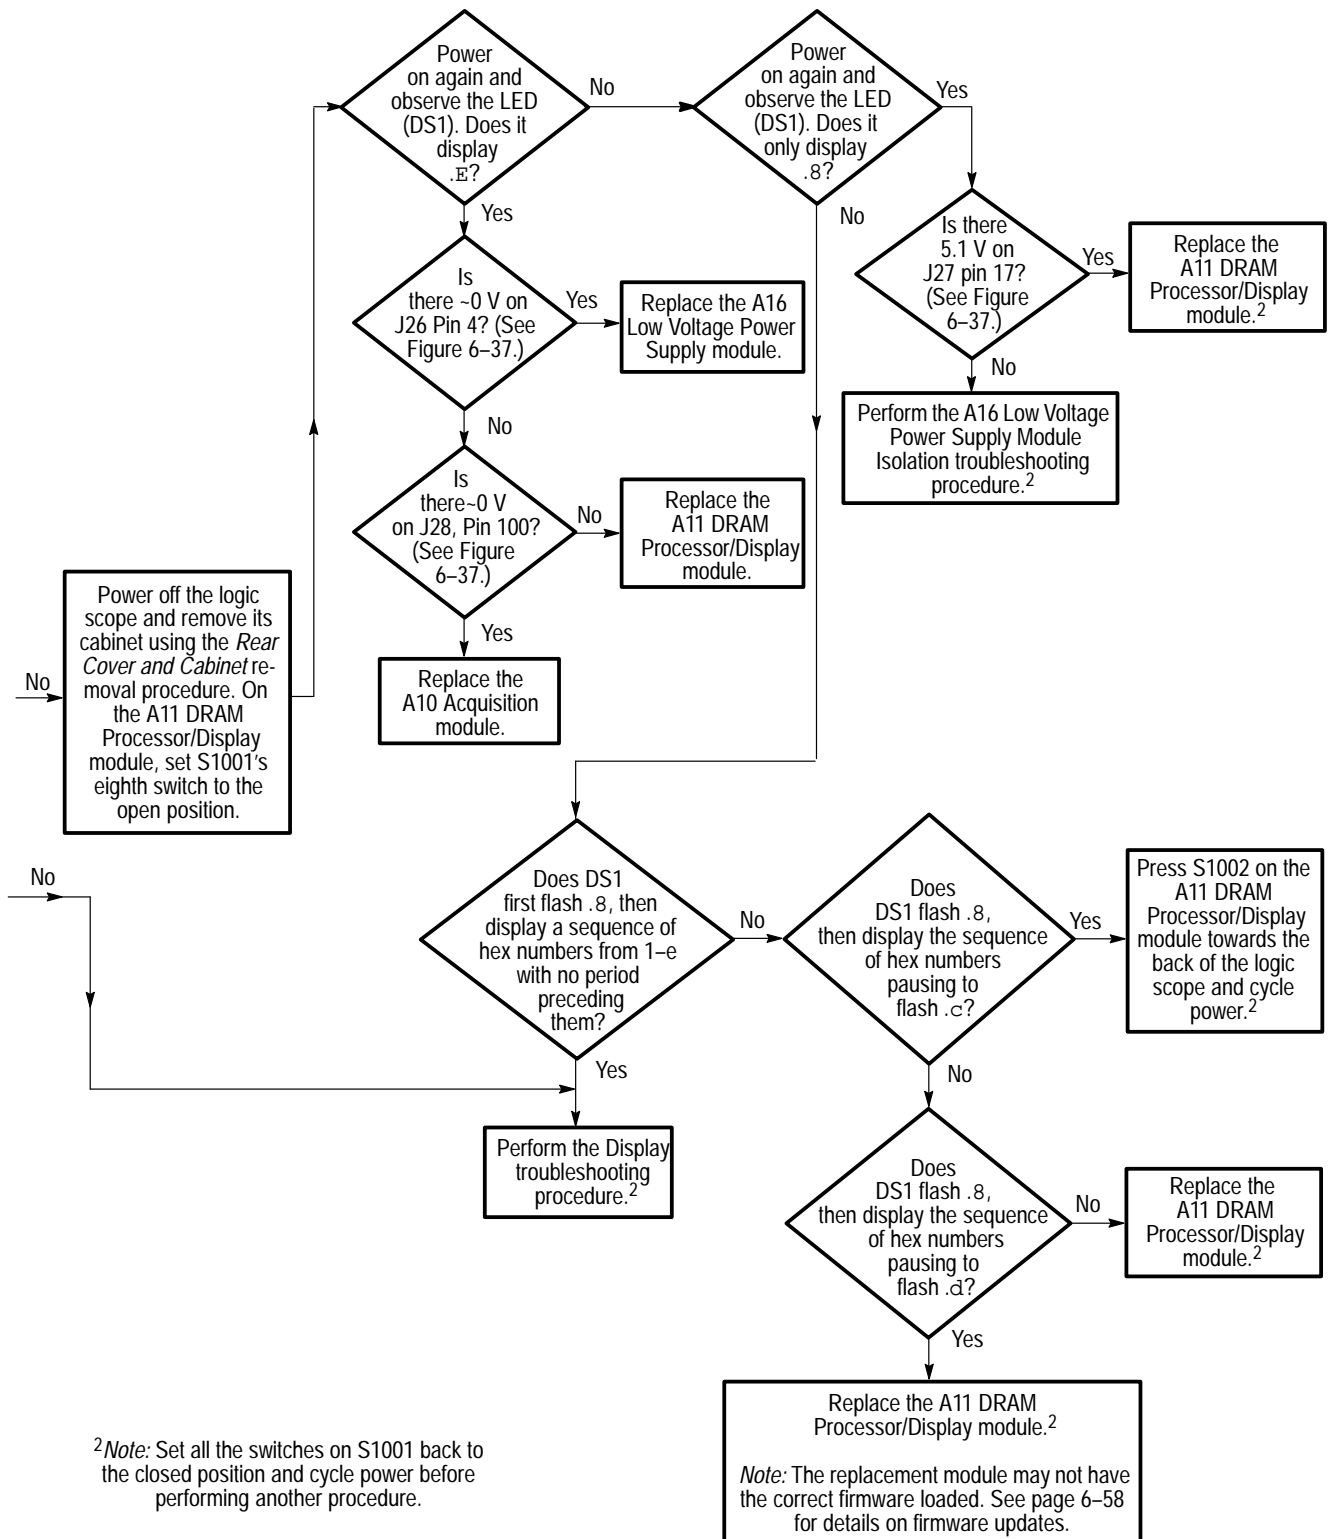 Power
on again and
observe the LED
(DS1). Does it
display
.E?
No
Yes
Power
on again and
observe the LED
(DS1). Does it
only display
.8?
Yes
No
Is there
5.1 V on
J27 pin 17?
(See Figure
6–37.)
Yes
No
Replace the
A11 DRAM
Processor/Display
module.2
Perform the A16 Low Voltage
Power Supply Module
Isolation troubleshooting
procedure.2
Is
there ~0 V on
J26 Pin 4? (See
Figure 6–37.)
Yes
No
Replace the A16
Low Voltage Power
Supply module.
Is
there~0 V
on J28, Pin 100?
(See Figure
6–37.)
No
Yes
Replace the
A11 DRAM
Processor/Display
module.
Replace the
A10 Acquisition
module.
No
Power off the logic
scope and remove its
cabinet using the Rear
Cover and Cabinet re-
moval procedure. On
the A11 DRAM
Processor/Display
module, set S1001's
eighth switch to the
open position.
No
Does DS1
first flash .8, then
display a sequence of
hex numbers from 1–e
with no period
preceding
them?
No
Yes
Does
DS1 flash .8,
then display the sequence
of hex numbers
pausing to
flash .c?
Yes
No
Press S1002 on the
A11 DRAM
Processor/Display
module towards the
back of the logic
scope and cycle
power.2
Perform the Display
troubleshooting
procedure.2
Does
DS1 flash .8,
then display the sequence
of hex numbers
pausing to
flash .d?
No
Yes
Replace the
A11 DRAM
Processor/Display
module.2
Replace the A11 DRAM
Processor/Display module.2
Note: The replacement module may not have
the correct firmware loaded. See page 6–58
for details on firmware updates.
2Note: Set all the switches on S1001 back to
the closed position and cycle power before
performing another procedure.